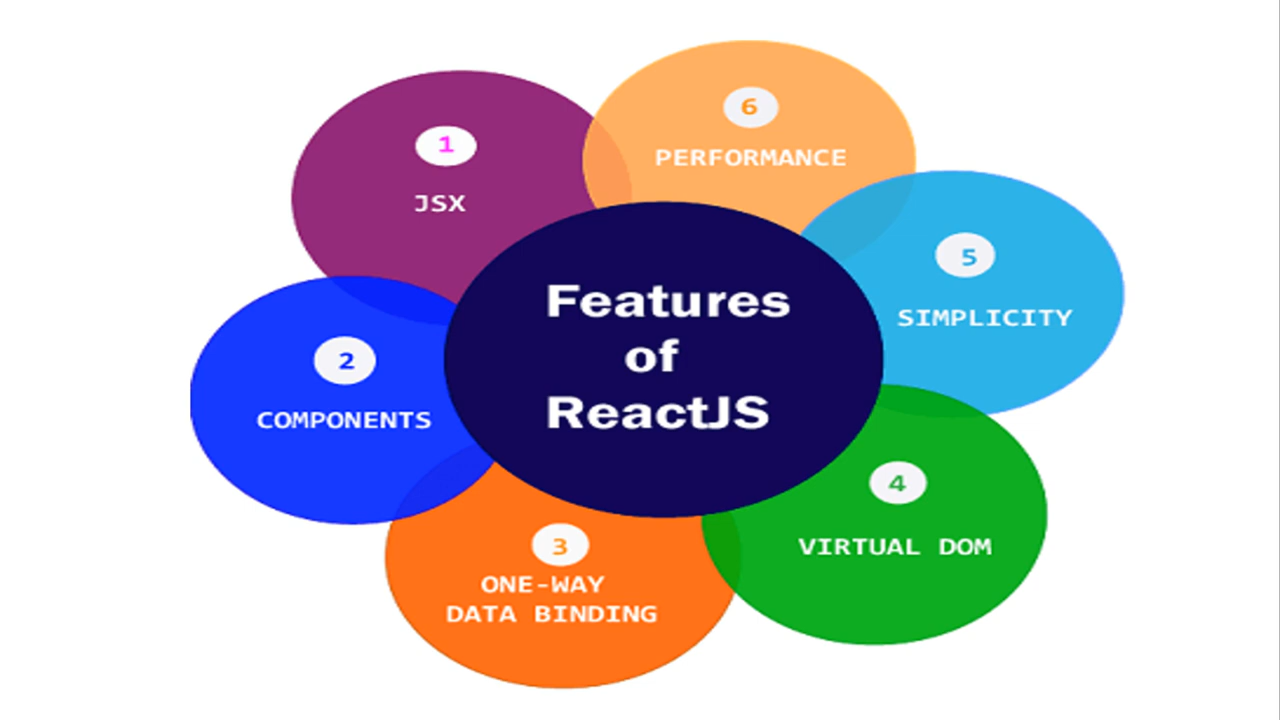 Features
of
ReactJS
1
JSX
2
COMPONENTS
3
ONE-WAY
DATA BINDING
4
VIRTUAL DOM
5
SIMPLICITY
6
PERFORMANCE